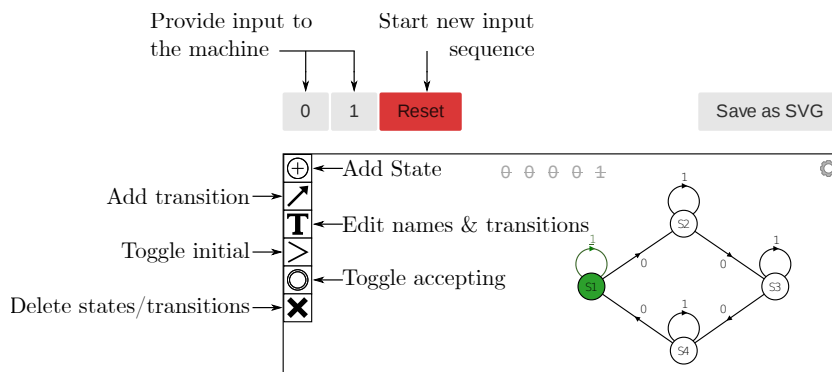 Provide input to
the machine
Start new input
sequence
0
1
Reset
Save as SVG
Add State
0 0 0 0 1
Add transition
Edit names & transitions
Toggle initial
Toggle accepting
Delete states/transitions
1
S2
1
1
0
0
S1
S3
0
1
0
S4